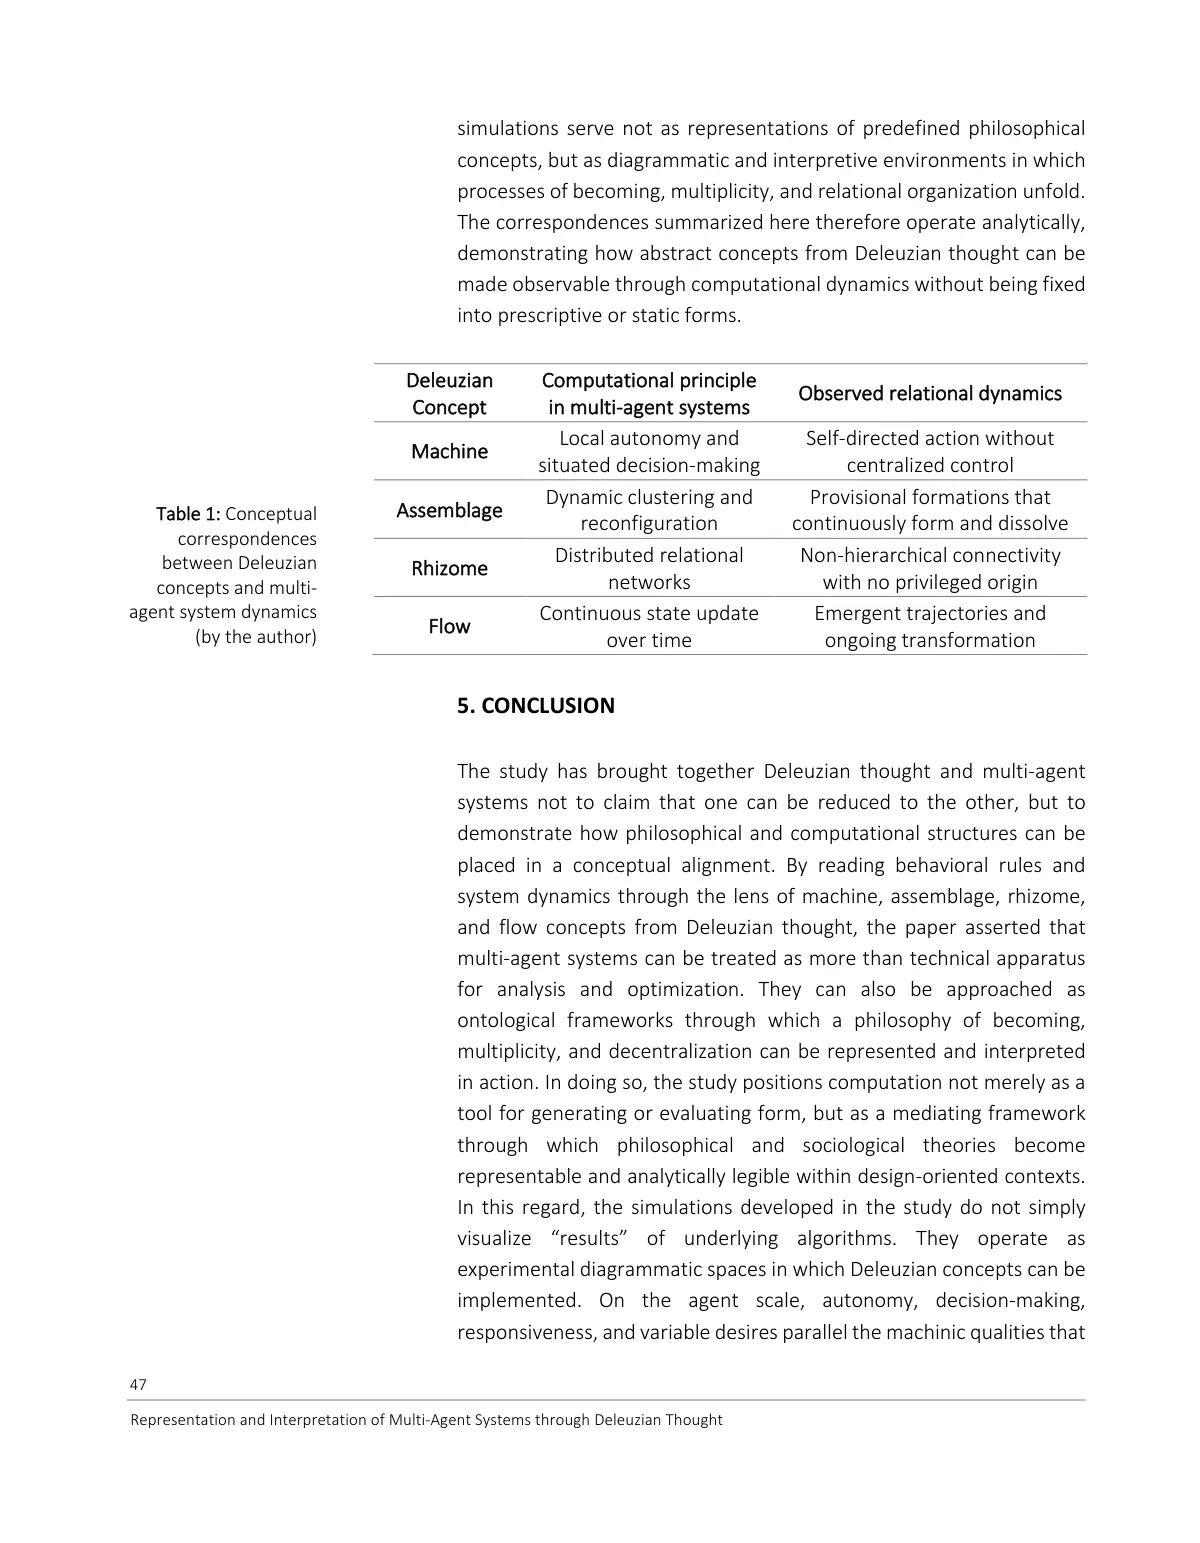 simulations serve not as representations of predefined philosophical
concepts, but as diagrammatic and interpretive environments in which
processes of becoming, multiplicity, and relational organization unfold.
The correspondences summarized here therefore operate analytically,
demonstrating how abstract concepts from Deleuzian thought can be
made observable through computational dynamics without being fixed
into prescriptive or static forms.
Deleuzian
Concept
Computational principle
in multi-agent systems
Observed relational dynamics
Machine
Local autonomy and
situated decision-making
Self-directed action without
centralized control
Assemblage
Dynamic clustering and
reconfiguration
Provisional formations that
continuously form and dissolve
Rhizome
Distributed relational
networks
Non-hierarchical connectivity
with no privileged origin
Flow
Continuous state update
over time
Emergent trajectories and
ongoing transformation
Table 1: Conceptual
correspondences
between Deleuzian
concepts and multi-
agent system dynamics
(by the author)
5. CONCLUSION
The study has brought together Deleuzian thought and multi-agent
systems not to claim that one can be reduced to the other, but to
demonstrate how philosophical and computational structures can be
placed in a conceptual alignment. By reading behavioral rules and
system dynamics through the lens of machine, assemblage, rhizome,
and flow concepts from Deleuzian thought, the paper asserted that
multi-agent systems can be treated as more than technical apparatus
for analysis and optimization. They can also be approached as
ontological frameworks through which a philosophy of becoming,
multiplicity, and decentralization can be represented and interpreted
in action. In doing so, the study positions computation not merely as a
tool for generating or evaluating form, but as a mediating framework
through which philosophical and sociological theories become
representable and analytically legible within design-oriented contexts.
In this regard, the simulations developed in the study do not simply
visualize “results” of underlying algorithms. They operate as
experimental diagrammatic spaces in which Deleuzian concepts can be
implemented. On the agent scale, autonomy, decision-making,
responsiveness, and variable desires parallel the machinic qualities that
47
Representation and Interpretation of Multi-Agent Systems through Deleuzian Thought